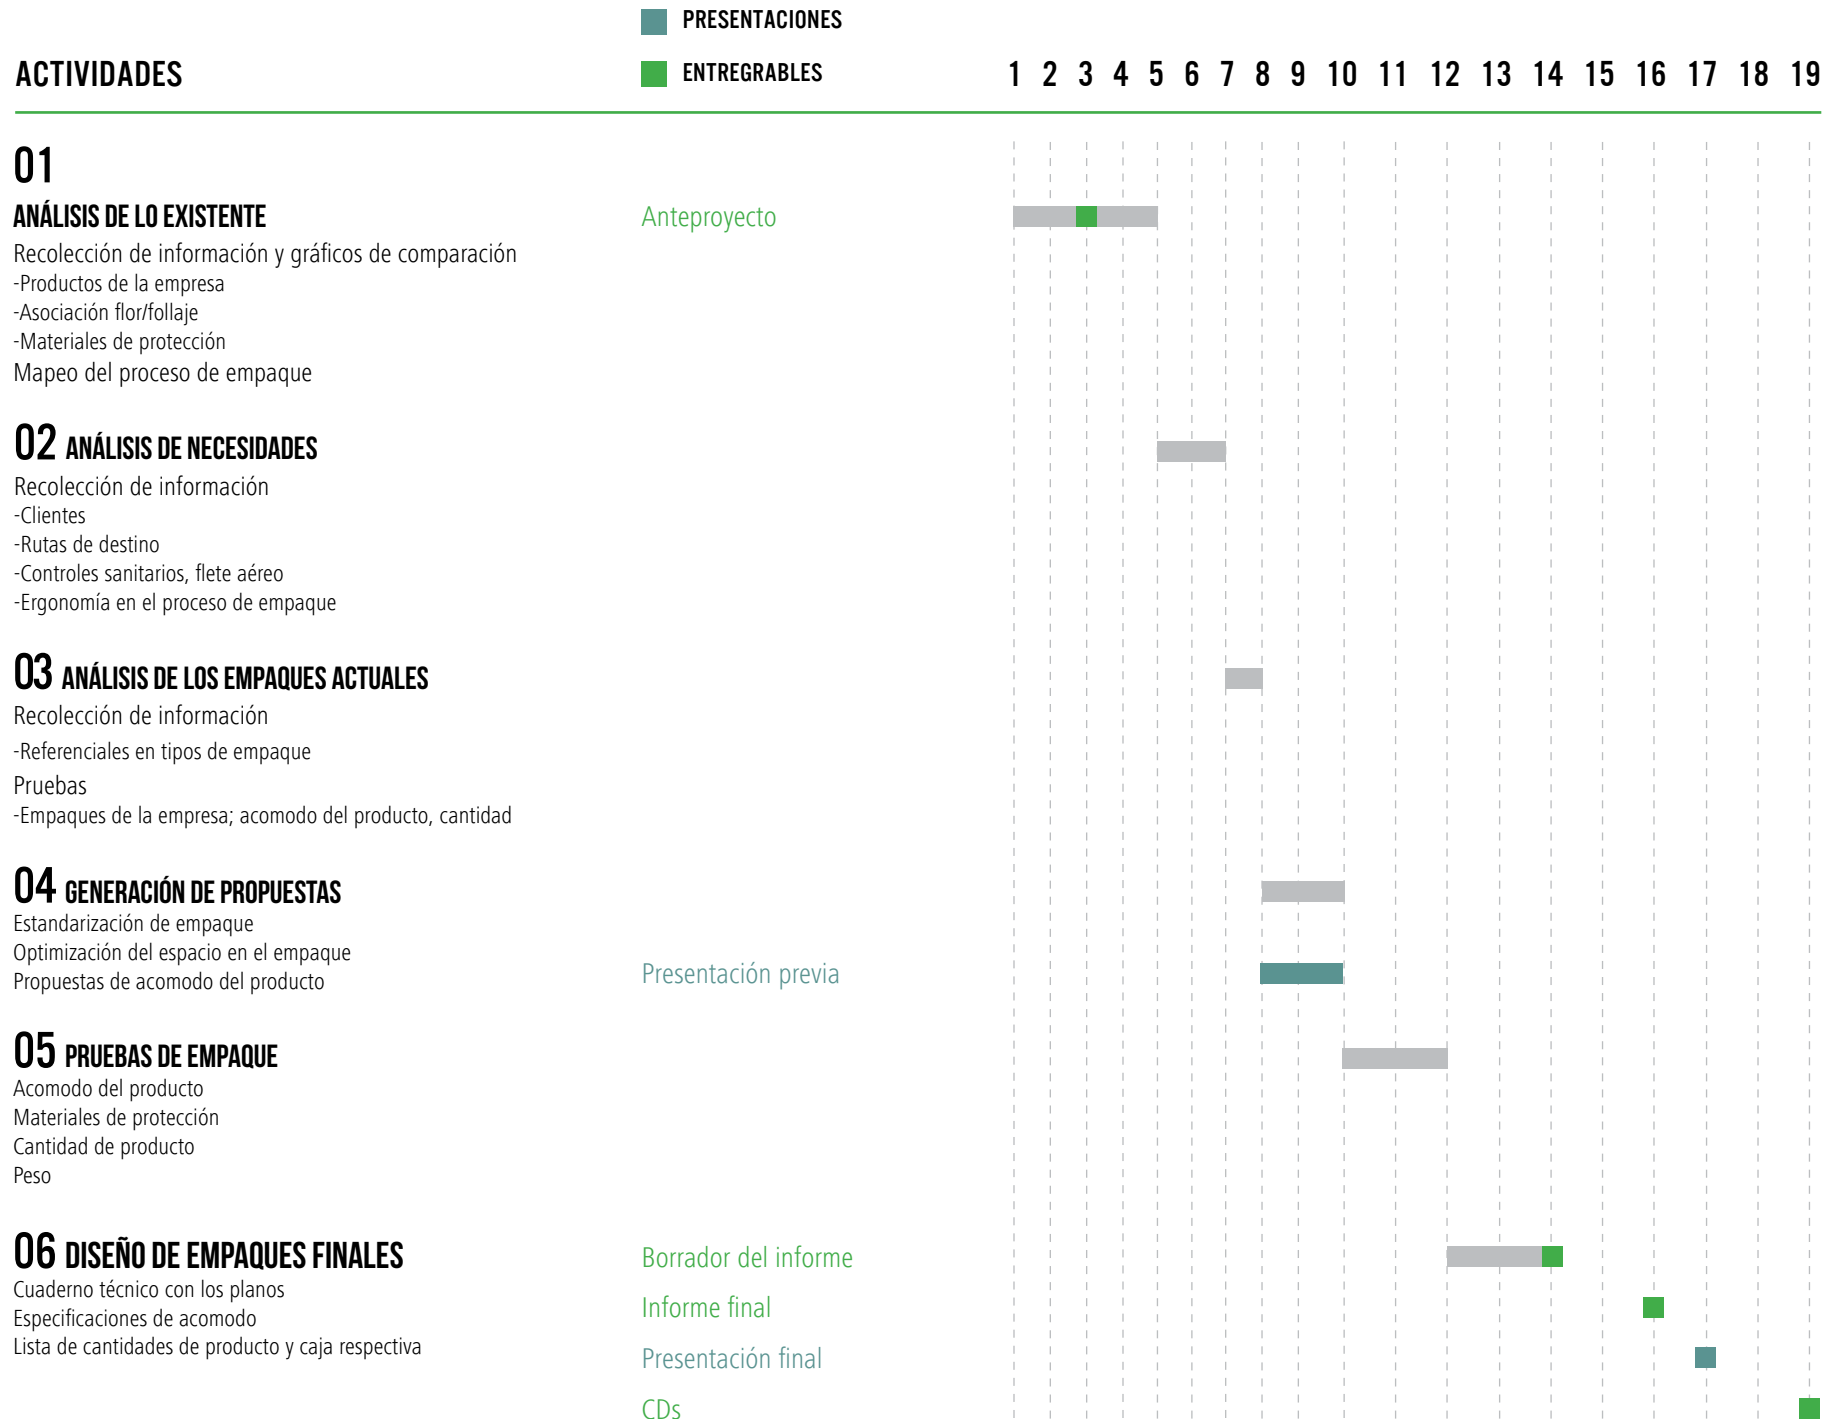 PRESENTACIONES
ACTIVIDADES
ENTREGRABLES
1 2 3 4 5 6 7 8 9 10 11 12 13 14 15 16 17 18 19
01
ANÁLISIS DE LO EXISTENTE
Anteproyecto
Recolección de información y gráficos de comparación
-Productos de la empresa
-Asociación flor/follaje
-Materiales de protección
Mapeo del proceso de empaque
02 ANÁLISIS DE NECESIDADES
Recolección de información
-Clientes
-Rutas de destino
-Controles sanitarios, flete aéreo
-Ergonomía en el proceso de empaque
03 ANÁLISIS DE LOS EMPAQUES ACTUALES
Recolección de información
-Referenciales en tipos de empaque
Pruebas
-Empaques de la empresa; acomodo del producto, cantidad
04 GENERACIÓN DE PROPUESTAS
Estandarización de empaque
Optimización del espacio en el empaque
Propuestas de acomodo del producto
Presentación previa
05 PRUEBAS DE EMPAQUE
Acomodo del producto
Materiales de protección
Cantidad de producto
Peso
06 DISEÑO DE EMPAQUES FINALES
Borrador del informe
Cuaderno técnico con los planos
Informe final
Especificaciones de acomodo
Lista de cantidades de producto y caja respectiva
Presentación final
CDs